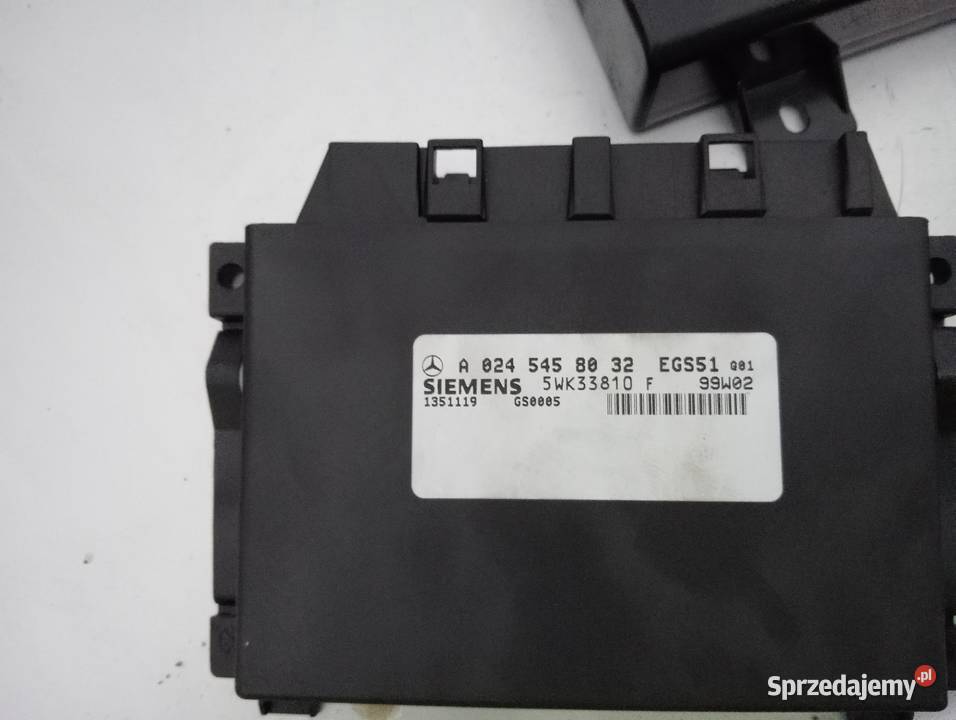 A 024 545 80 32 EGS51 Q01
SIEMENS 5WK33810 F 99W02
1351119 GS0005
Sprzedajemy.pl